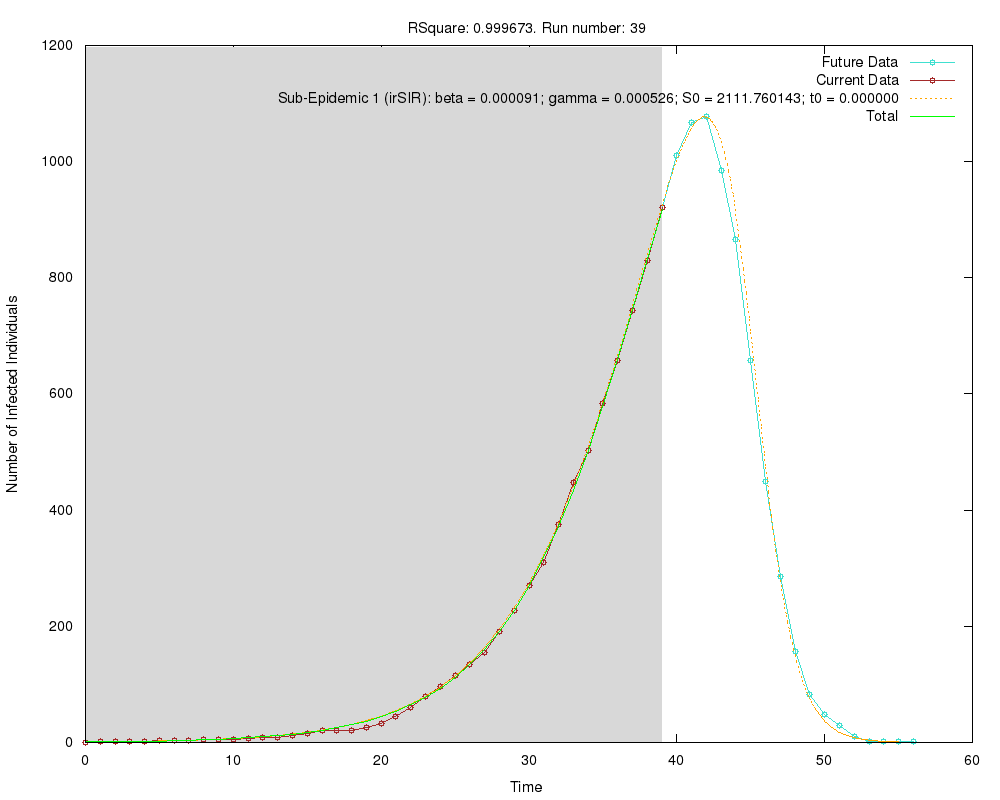 RSquare: 0.999673. Run number: 39
1200
1000
800
600
400
200
0
Number of Infected Individuals
Future Data
Current Data
Sub-Epidemic 1 (irSIR): beta = 0.000091; gamma = 0.000526; S0 = 2111.760143; t0 = 0.000000
Total
0 10 20 30 40 50 60
Time